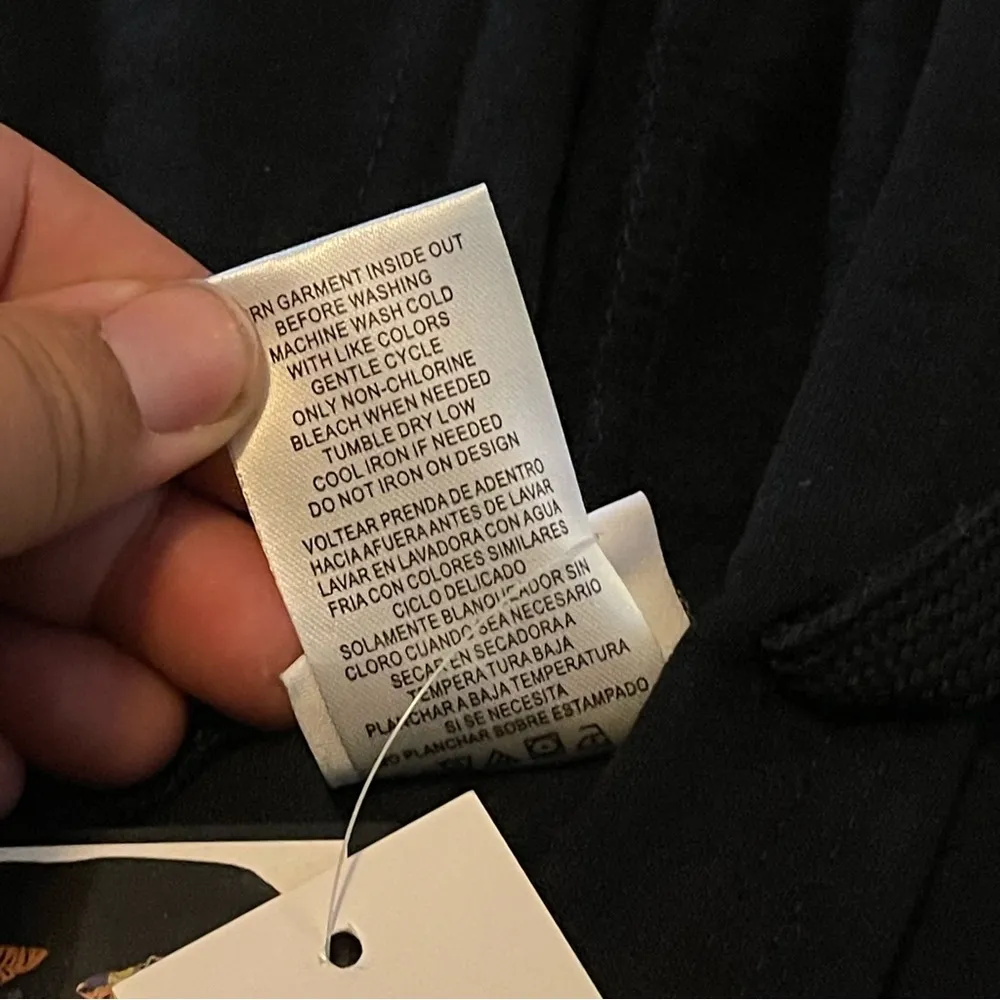 RN GARMENT INSIDE OUT
BEFORE WASHING
MACHINE WASH COLD
WITH LIKE COLORS
GENTLE CYCLE
ONLY NON-CHLORINE
BLEACH WHEN NEEDED
TUMBLE DRY LOW
COOL IRON IF NEEDED
DO NOT IRON ON DESIGN
VOLTEAR PRENDA DE ADENTRO
HACIA AFUERA ANTES DE LAVAR
LAVAR EN LAVADORA CON AGUA
FRIA CON COLORES SIMILARES
CICLO DELICADO
SOLAMENTE BLANQUEADOR SIN
CLORO CUANDO SEA NECESARIO
SECAR EN SECADORA A
TEMPERATURA BAJA
PLANCHAR A BAJA TEMPERATURA
SI SE NECESITA
NO PLANCHAR SOBRE ESTAMPADO